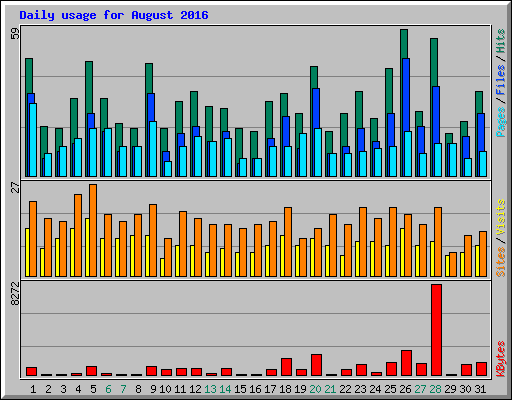 Daily usage for August 2016
59
Pages / Files / Hits
27
Sites / Visits
8272
KBytes
1 2 3 4 5 6 7 8 9 10 11 12 13 14 15 16 17 18 19 20 21 22 23 24 25 26 27 28 29 30 31